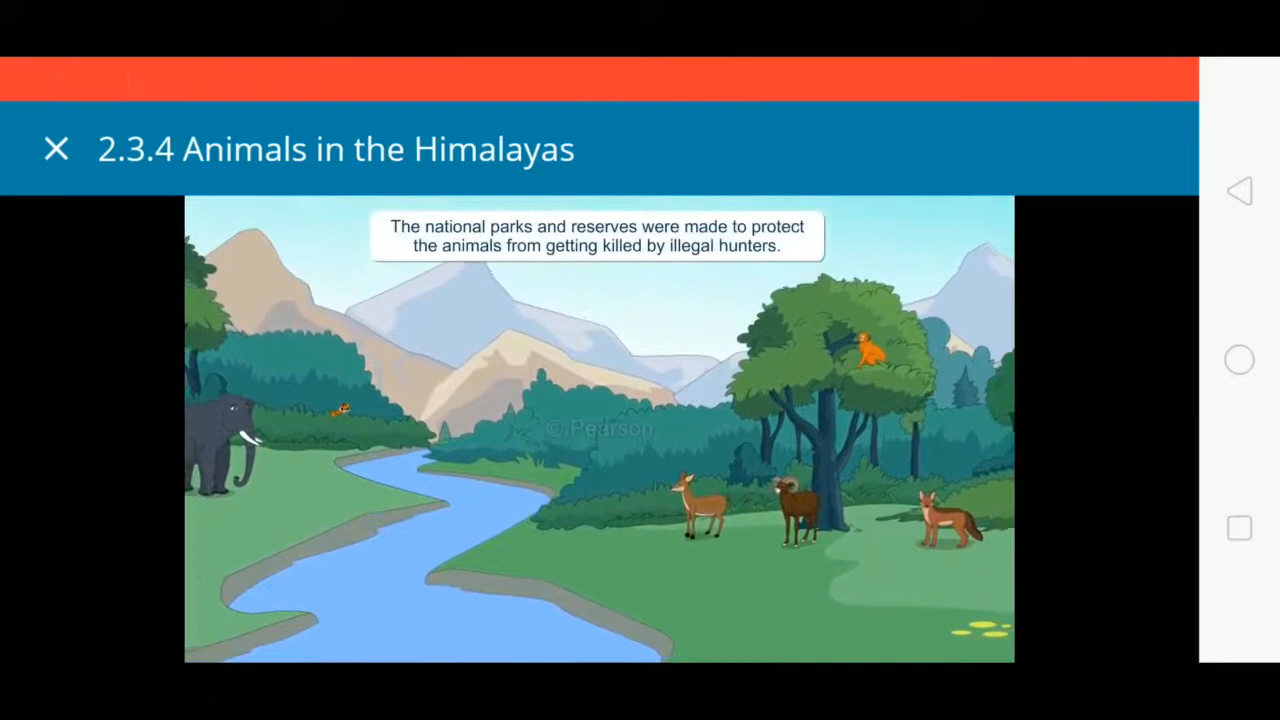 2.3.4 Animals in the Himalayas
The national parks and reserves were made to protect
the animals from getting killed by illegal hunters.
© Pearson